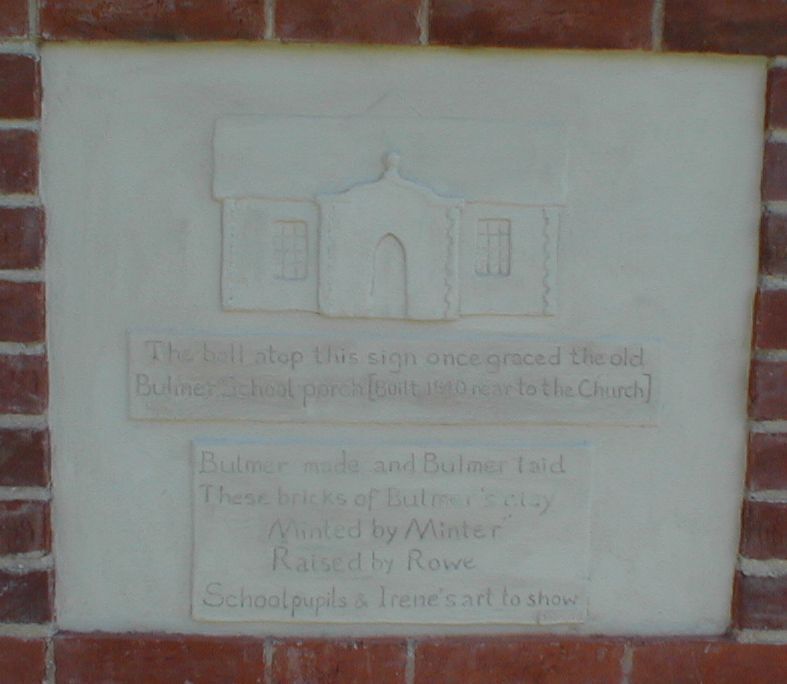 The ball atop this sign once graced the old
Bulmer School porch [Built 1840 near to the Church]
Bulmer made and Bulmer laid
These bricks of Bulmer's clay
Minted by Minter
Raised by Rowe
Schoolpupils & Irene's art to show